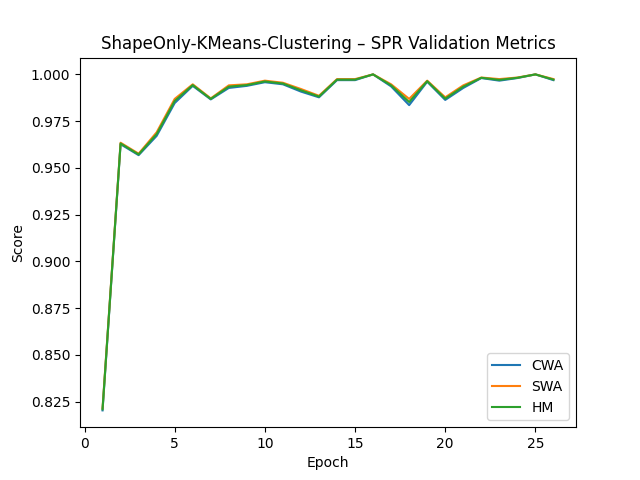 ShapeOnly-KMeans-Clustering – SPR Validation Metrics
1.000
0.975
0.950
0.925
0.900
0.875
0.850
0.825
Score
0
5
10
15
20
25
Epoch
CWA
SWA
HM